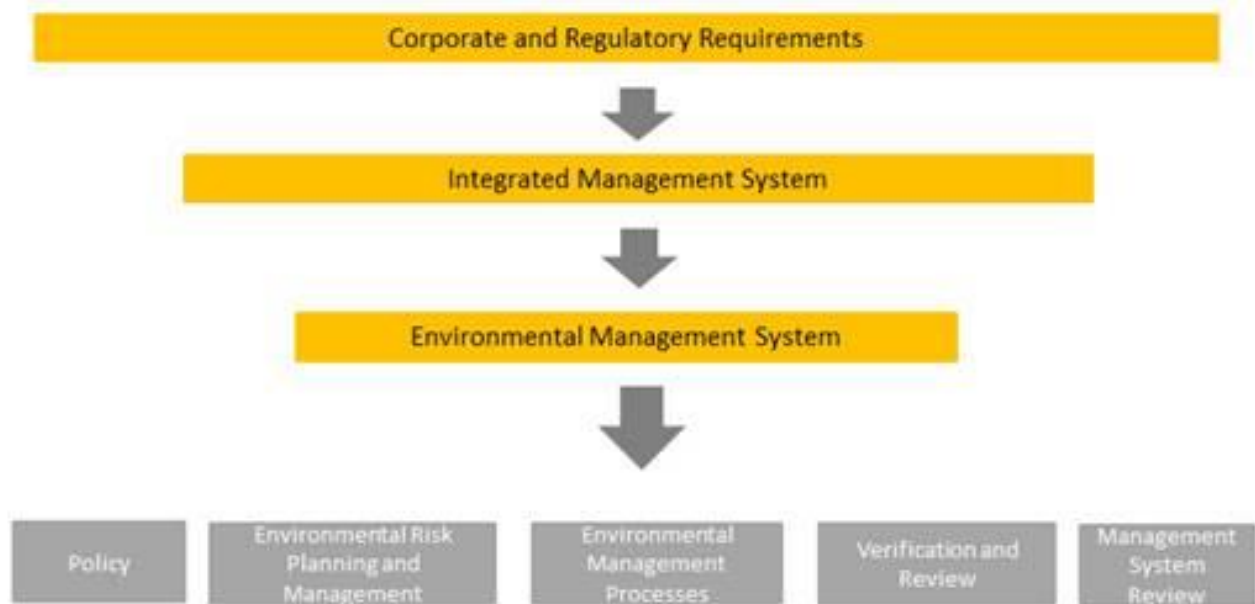 Corporate and Regulatory Requirements
Integrated Management System
Environmental Management System
Policy
Environmental Risk
Planning and
Management
Environmental
Management
Processes
Verification and
Review
Management
System
Review